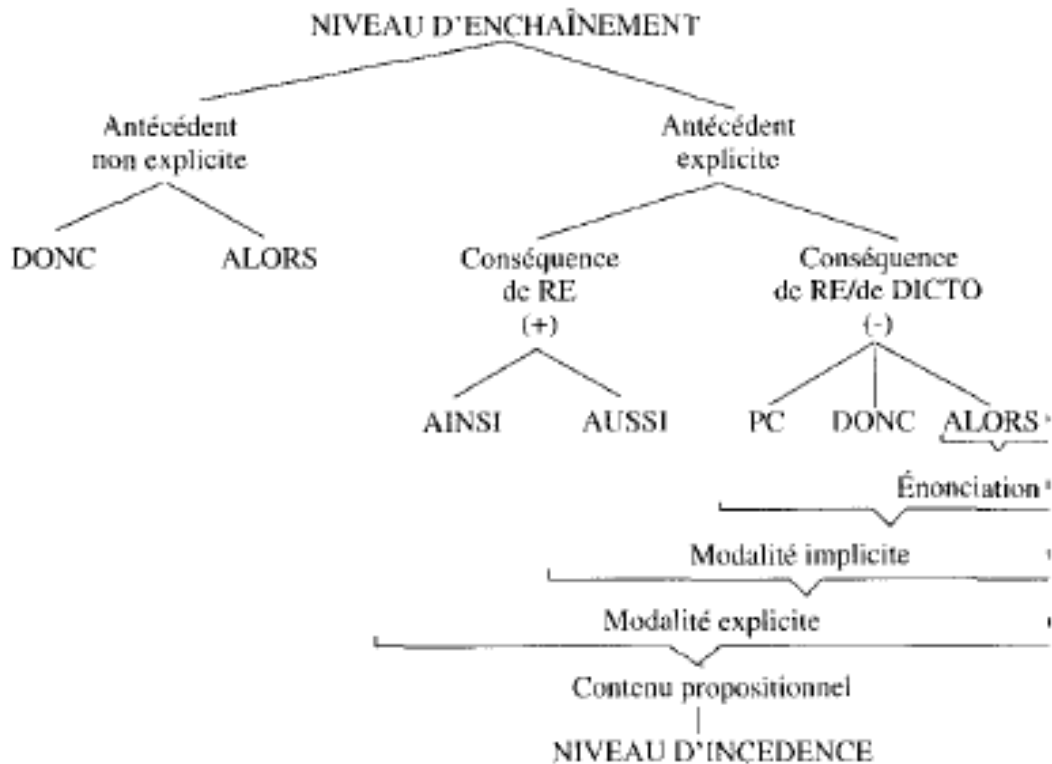 NIVEAU D'ENCHAÎNEMENT
Antécédent
non explicite
Antécédent
explicite
DONC
ALORS
Conséquence
de RE
(+)
Conséquence
de RE/de DICTO
(-)
AINSI
AUSSI
PC
DONC
ALORS
Énonciation
Modalité implicite
Modalité explicite
Contenu propositionnel
NIVEAU D'INCEDENCE